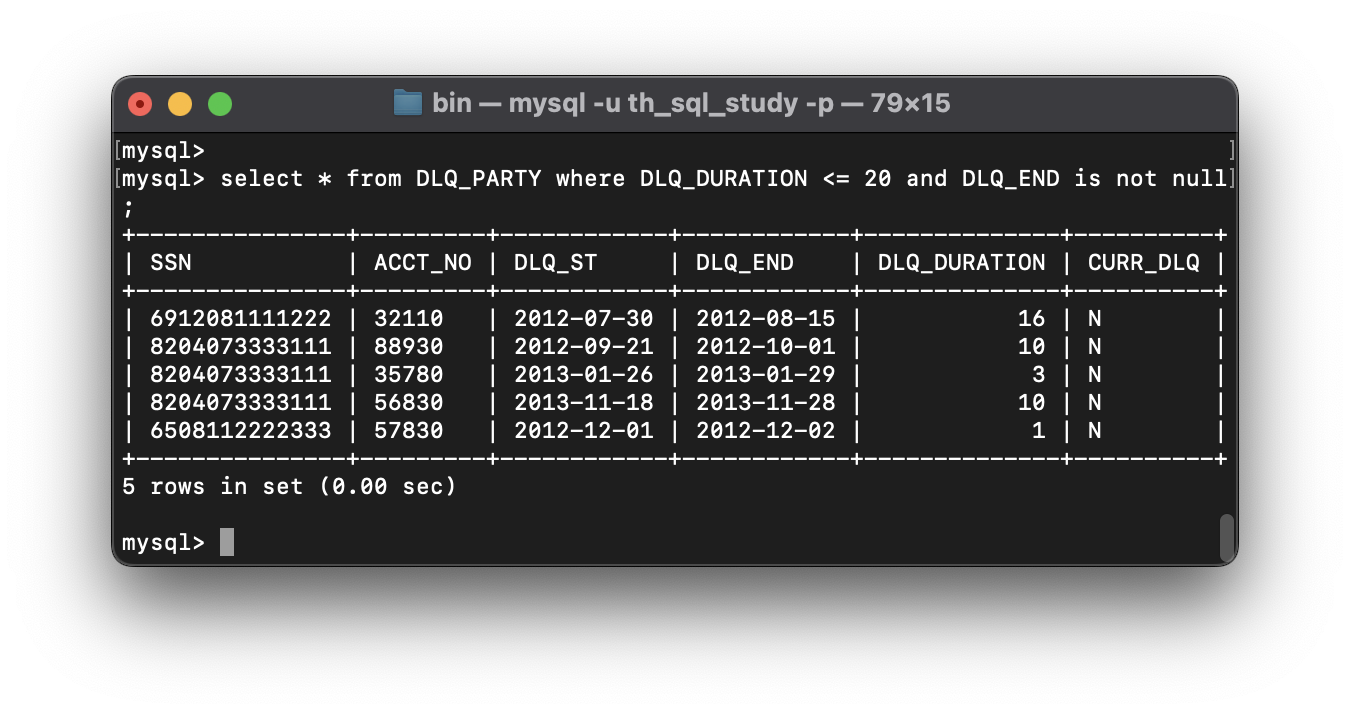 bin — mysql -u th_sql_study -p — 79×15
[mysql> ]
[mysql> select * from DLQ_PARTY where DLQ_DURATION <= 20 and DLQ_END is not null]
;
+---------------+---------+------------+------------+--------------+----------+
| SSN           | ACCT_NO | DLQ_ST     | DLQ_END    | DLQ_DURATION | CURR_DLQ |
+---------------+---------+------------+------------+--------------+----------+
| 6912081111222 | 32110   | 2012-07-30 | 2012-08-15 |           16 | N        |
| 8204073333111 | 88930   | 2012-09-21 | 2012-10-01 |           10 | N        |
| 8204073333111 | 35780   | 2013-01-26 | 2013-01-29 |            3 | N        |
| 8204073333111 | 56830   | 2013-11-18 | 2013-11-28 |           10 | N        |
| 6508112222333 | 57830   | 2012-12-01 | 2012-12-02 |            1 | N        |
+---------------+---------+------------+------------+--------------+----------+
5 rows in set (0.00 sec)
mysql>